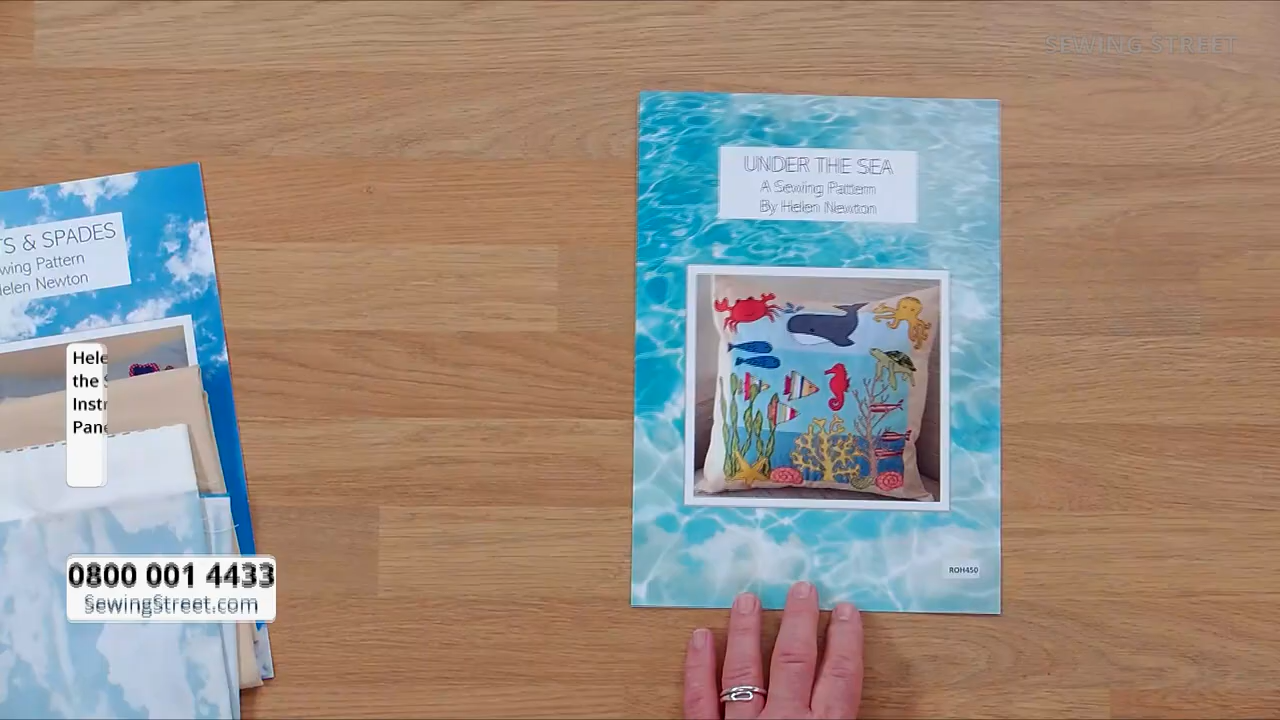 SEWING STREET
UNDER THE SEA
A Sewing Pattern
By Helen Newton
ROH450
TS & SPADES
wing Pattern
Helen Newton
Hele
the
Instr
Pane
0800 001 4433
SewingStreet.com